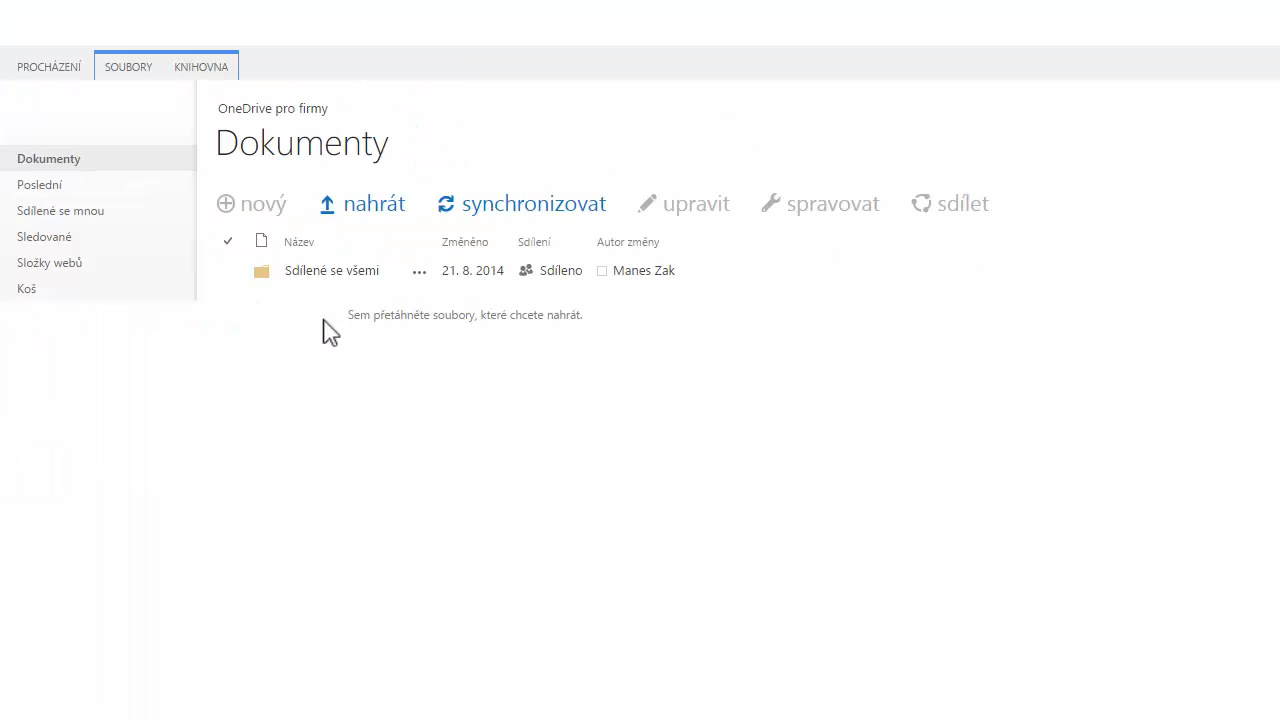 PROCHÁZENÍ SOUBORY KNIHOVNA
OneDrive pro firmy
Dokumenty
Dokumenty
Poslední
Sdílené se mnou
Sledované
Složky webů
Koš
nový nahrát synchronizovat upravit spravovat sdílet
Název Změněno Sdílení Autor změny
Sdílené se všemi ... 21. 8. 2014 Sdíleno Manes Zak
Sem přetáhněte soubory, které chcete nahrát.